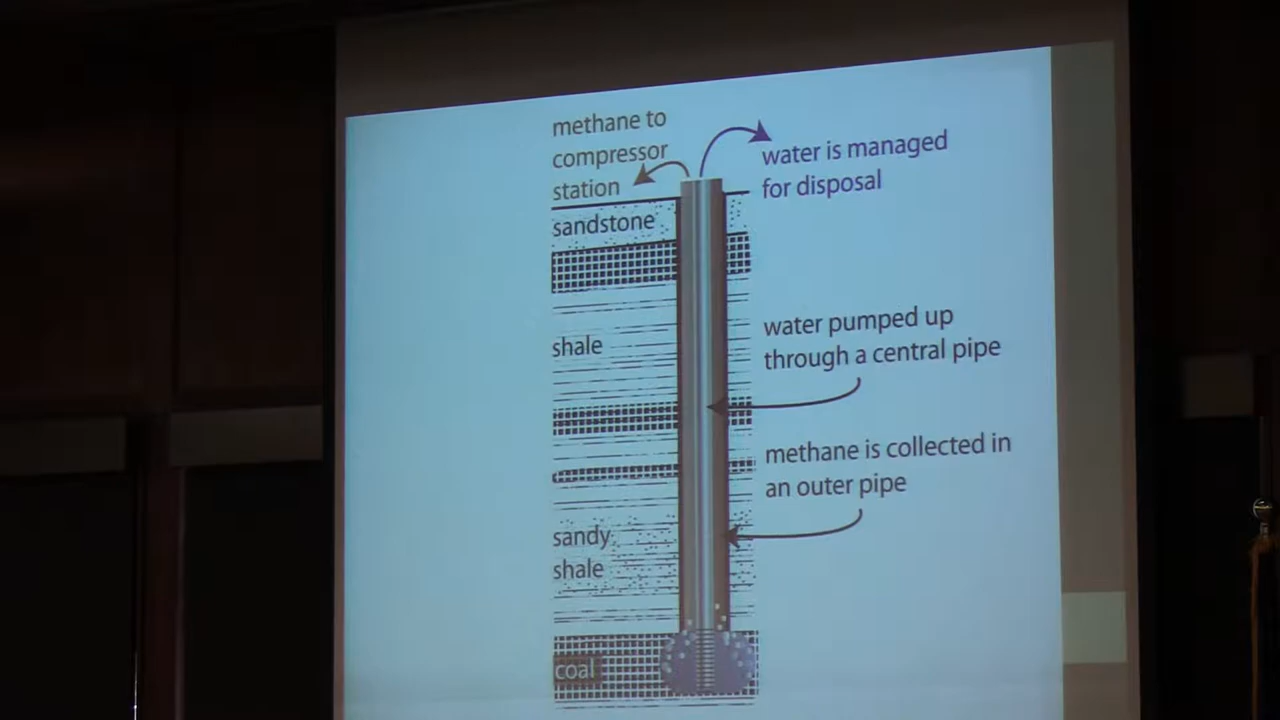 methane to
compressor
station
water is managed
for disposal
sandstone
shale
water pumped up
through a central pipe
methane is collected in
an outer pipe
sandy
shale
coal